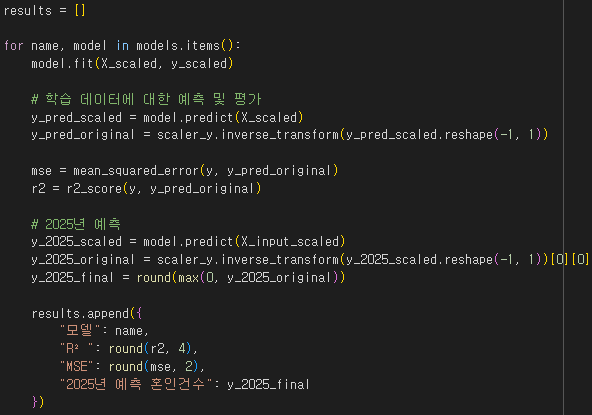 results = []
for name, model in models.items():
model.fit(X_scaled, y_scaled)
# 학습 데이터에 대한 예측 및 평가
y_pred_scaled = model.predict(X_scaled)
y_pred_original = scaler_y.inverse_transform(y_pred_scaled.reshape(-1, 1))
mse = mean_squared_error(y, y_pred_original)
r2 = r2_score(y, y_pred_original)
# 2025년 예측
y_2025_scaled = model.predict(X_input_scaled)
y_2025_original = scaler_y.inverse_transform(y_2025_scaled.reshape(-1, 1))[0][0]
y_2025_final = round(max(0, y_2025_original))
results.append({
"모델": name,
"R² ": round(r2, 4),
"MSE": round(mse, 2),
"2025년 예측 혼인건수": y_2025_final
})